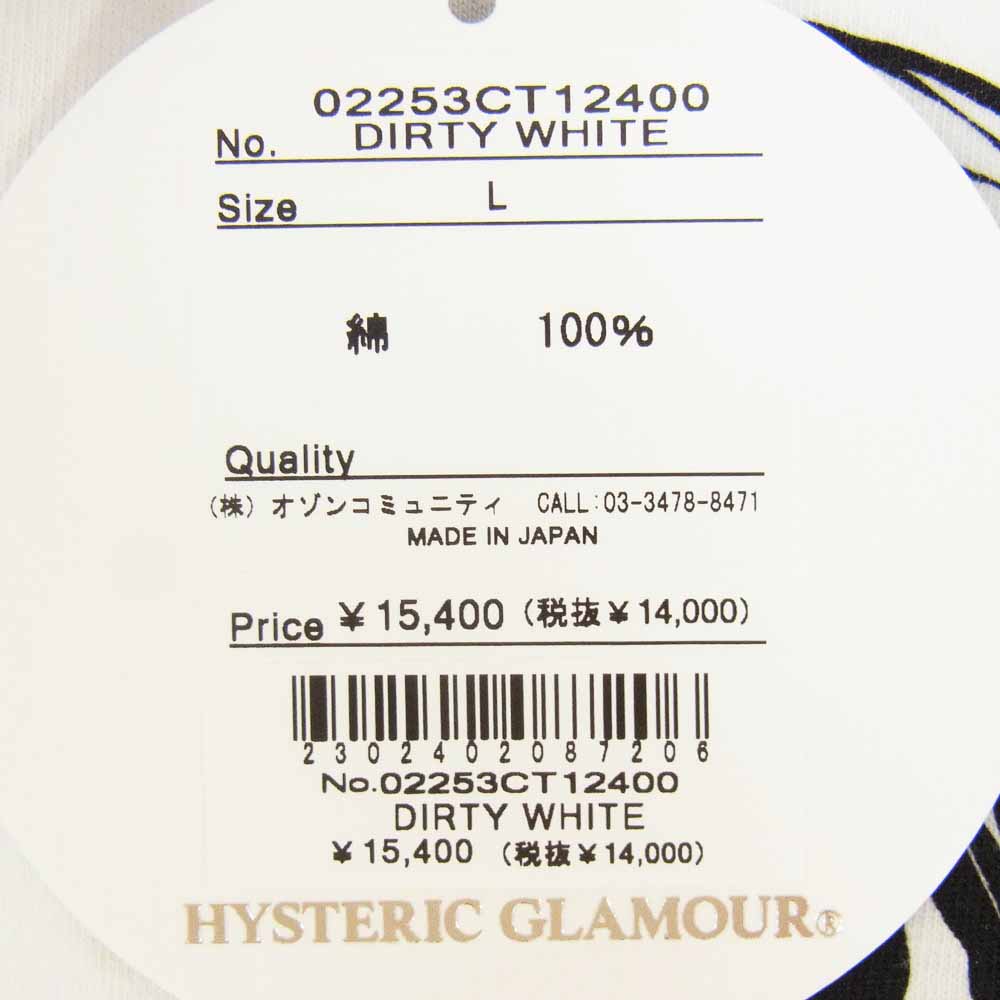 02253CT12400
No. DIRTY WHITE
Size L
綿 100%
Quality
(株)オゾンコミュニティ CALL:03-3478-8471
MADE IN JAPAN
Price ¥15,400(税抜¥14,000)
2302402087206
No.02253CT12400
DIRTY WHITE
¥15,400 (税抜¥14,000)
HYSTERIC GLAMOUR®